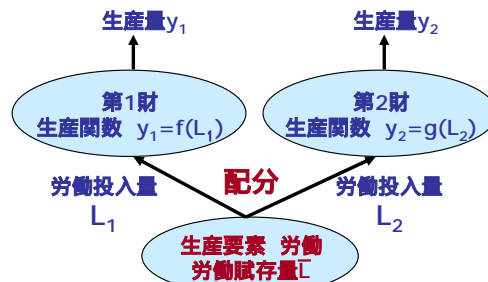 生産量y₁
生産量y₂
第1財
生産関数 y₁=f(L₁)
第2財
生産関数 y₂=g(L₂)
労働投入量
L₁
配分
労働投入量
L₂
生産要素 労働
労働賦存量L̅